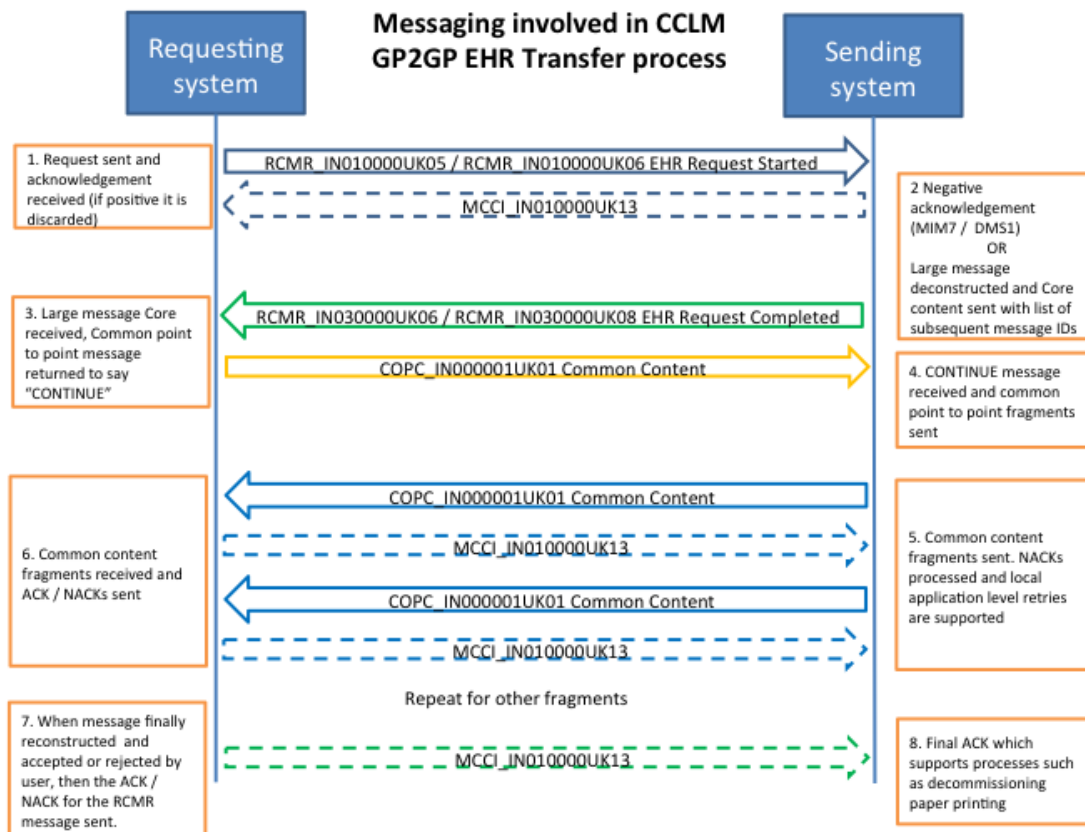 Messaging involved in CCLM
GP2GP EHR Transfer process
Requesting
system
Sending
system
1. Request sent and
acknowledgement
received (if positive it is
discarded)
RCMR_IN010000UK05 / RCMR_IN010000UK06 EHR Request Started
MCCI_IN010000UK13
2 Negative
acknowledgement
(MIM7 / DMS1)
OR
Large message
deconstructed and Core
content sent with list of
subsequent message IDs
3. Large message Core
received, Common point
to point message
returned to say
“CONTINUE”
RCMR_IN030000UK06 / RCMR_IN030000UK08 EHR Request Completed
COPC_IN000001UK01 Common Content
4. CONTINUE message
received and common
point to point fragments
sent
COPC_IN000001UK01 Common Content
MCCI_IN010000UK13
COPC_IN000001UK01 Common Content
MCCI_IN010000UK13
5. Common content
fragments sent. NACKs
processed and local
application level retries
are supported
6. Common content
fragments received and
ACK / NACKs sent
Repeat for other fragments
7. When message finally
reconstructed and
accepted or rejected by
user, then the ACK /
NACK for the RCMR
message sent.
MCCI_IN010000UK13
8. Final ACK which
supports processes such
as decommissioning
paper printing